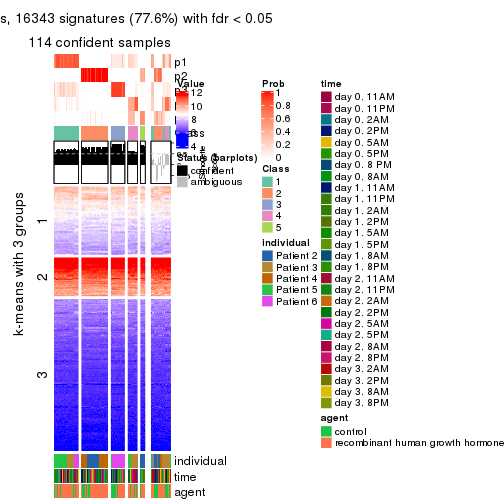 s, 16343 signatures (77.6%) with fdr < 0.05
114 confident samples
p1
p2
p3
Value
12
10
8
6
4
Status (barplots)
confident
ambiguous
k-means with 3 groups
1
2
3
individual
time
agent
Prob
1
0.8
0.6
0.4
0.2
0
Class
1
2
3
4
5
individual
Patient 2
Patient 3
Patient 4
Patient 5
Patient 6
time
day 0. 11AM
day 0. 11PM
day 0. 2AM
day 0. 2PM
day 0. 5AM
day 0. 5PM
day 0. 8 PM
day 0. 8AM
day 1. 11AM
day 1. 11PM
day 1. 2AM
day 1. 2PM
day 1. 5AM
day 1. 5PM
day 1. 8AM
day 1. 8PM
day 2. 11AM
day 2. 11PM
day 2. 2AM
day 2. 2PM
day 2. 5AM
day 2. 5PM
day 2. 8AM
day 2. 8PM
day 3. 2AM
day 3. 2PM
day 3. 8AM
day 3. 8PM
agent
control
recombinant human growth hormone